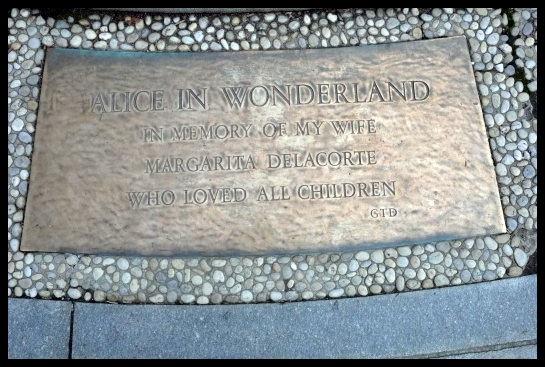 ALICE IN WONDERLAND
IN MEMORY OF MY WIFE
MARGARITA DELACORTE
WHO LOVED ALL CHILDREN
GTD